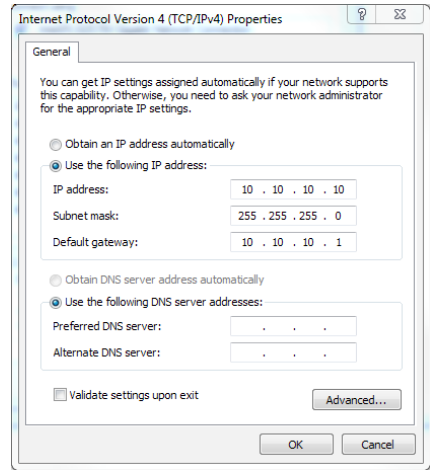 Internet Protocol Version 4 (TCP/IPv4) Properties
General
You can get IP settings assigned automatically if your network supports
this capability. Otherwise, you need to ask your network administrator
for the appropriate IP settings.
Obtain an IP address automatically
Use the following IP address:
IP address: 10 . 10 . 10 . 10
Subnet mask: 255 . 255 . 255 . 0
Default gateway: 10 . 10 . 10 . 1
Obtain DNS server address automatically
Use the following DNS server addresses:
Preferred DNS server: . . .
Alternate DNS server: . . .
Validate settings upon exit
Advanced...
OK Cancel